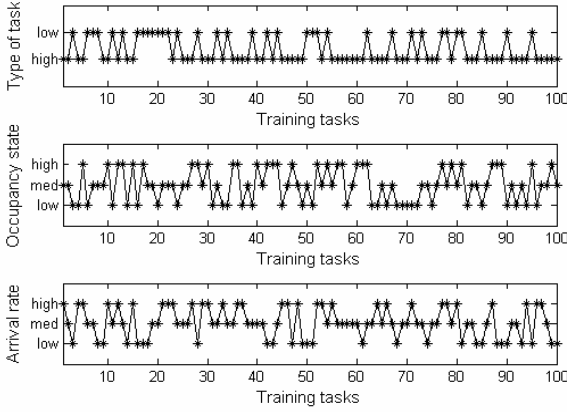 Type of task
low
high
10 20 30 40 50 60 70 80 90 100
Training tasks
Occupancy state
high
med
low
10 20 30 40 50 60 70 80 90 100
Training tasks
Arrival rate
high
med
low
10 20 30 40 50 60 70 80 90 100
Training tasks